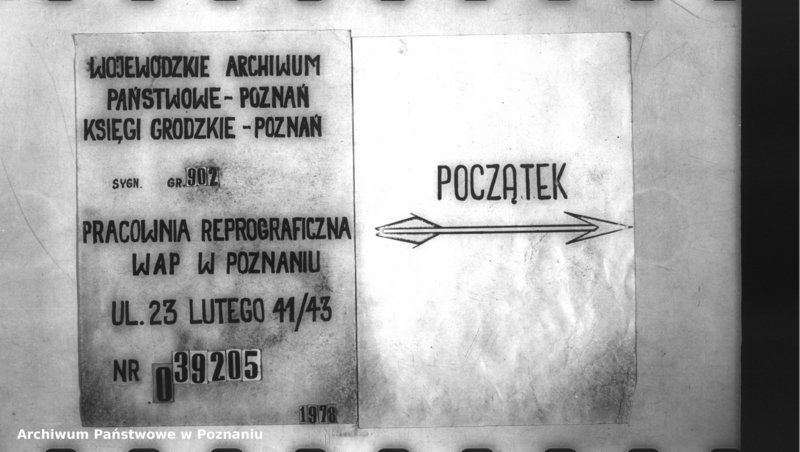 WOJEWÓDZKIE ARCHIWUM
PAŃSTWOWE - POZNAŃ
KSIĘGI GRODZKIE - POZNAŃ
SYGN. GR. 902
PRACOWNIA REPROGRAFICZNA
WAP W POZNANIU
UL. 23 LUTEGO 41/43
NR 039205
1978
POCZĄTEK
Archiwum Państwowe w Poznaniu